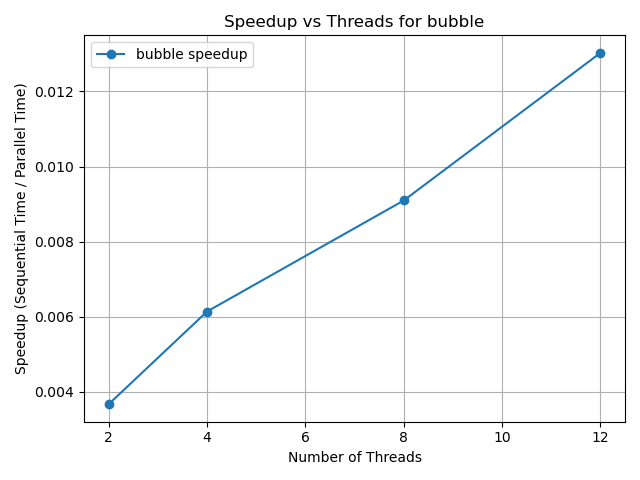 Speedup vs Threads for bubble
bubble speedup
Speedup (Sequential Time / Parallel Time)
0.012
0.010
0.008
0.006
0.004
2 4 6 8 10 12
Number of Threads